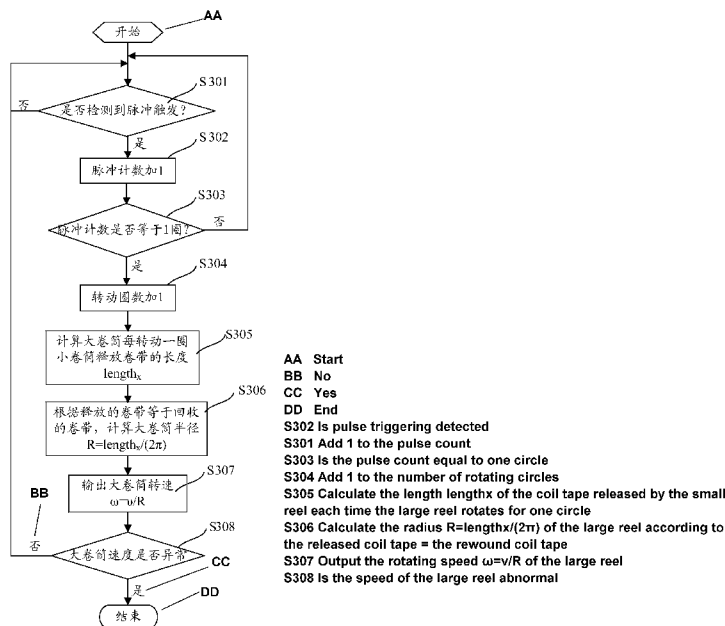 AA
开始
S301
否
是否检测到脉冲触发?
是
S302
脉冲计数加1
S303
脉冲计数是否等于1圈?
否
是
S304
转动圈数加1
S305
计算大卷筒每转动一圈
小卷筒释放卷带的长度
lengthx
S306
根据释放的卷带等于回收
的卷带，计算大卷筒半径
R=lengthx/(2π)
S307
输出大卷筒转速
ω=υ/R
BB
S308
否
大卷筒速度是否异常
CC
是
DD
结束
AA Start
BB No
CC Yes
DD End
S302 Is pulse triggering detected
S301 Add 1 to the pulse count
S303 Is the pulse count equal to one circle
S304 Add 1 to the number of rotating circles
S305 Calculate the length lengthx of the coil tape released by the small
reel each time the large reel rotates for one circle
S306 Calculate the radius R=lengthx/(2π) of the large reel according to
the released coil tape = the rewound coil tape
S307 Output the rotating speed ω=v/R of the large reel
S308 Is the speed of the large reel abnormal